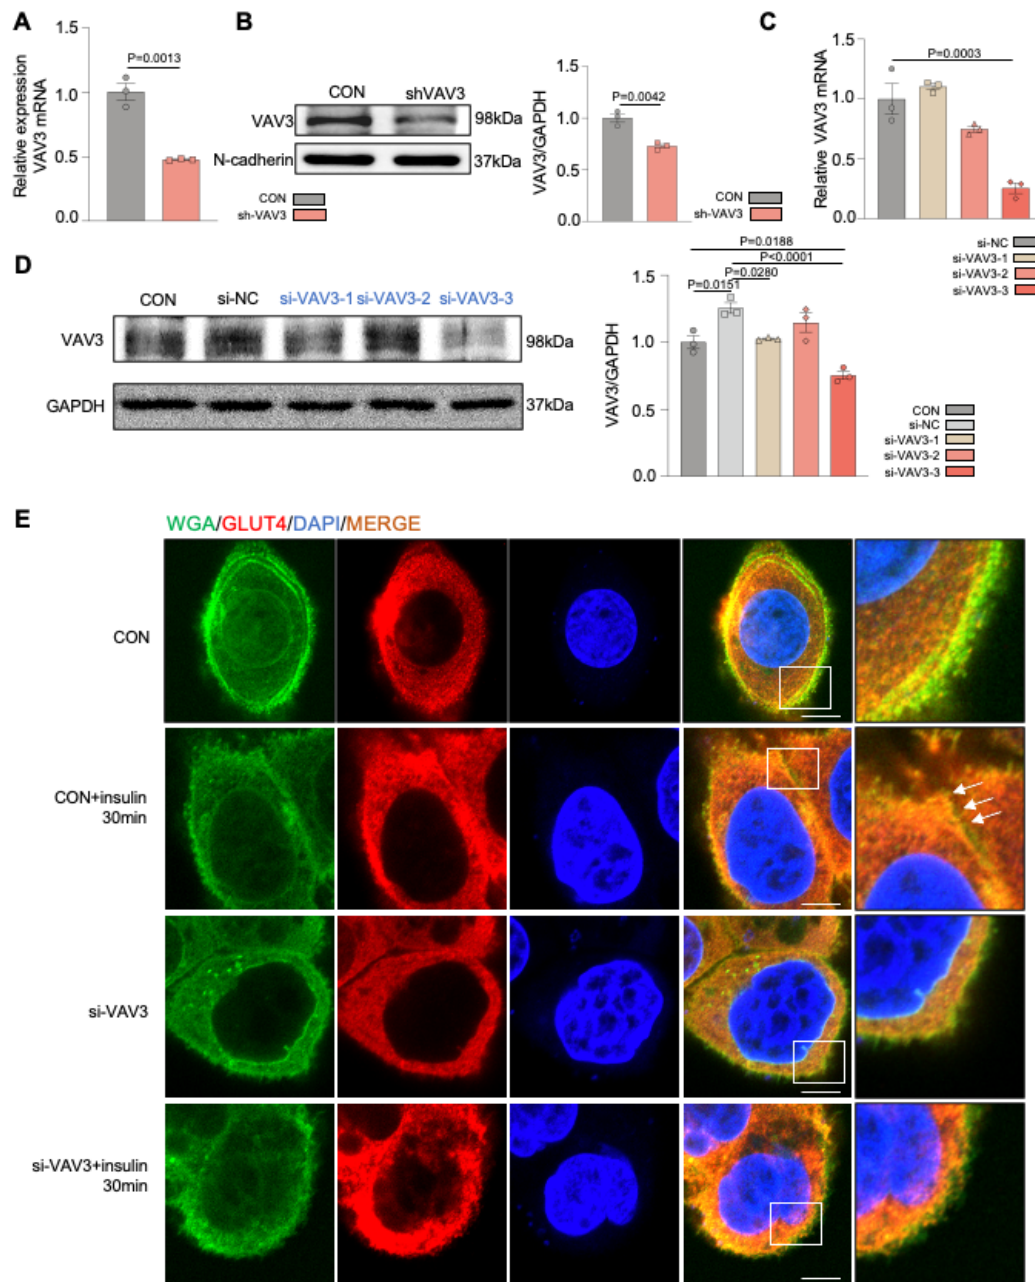 A
Relative expression
VAV3 mRNA
1.5
1.0
0.5
0.0
P=0.0013
CON
sh-VAV3
B
CON
shVAV3
VAV3
98kDa
N-cadherin
37kDa
VAV3/GAPDH
1.5
1.0
0.5
0.0
P=0.0042
CON
sh-VAV3
C
Relative VAV3 mRNA
1.5
1.0
0.5
0.0
P=0.0003
si-NC
si-VAV3-1
si-VAV3-2
si-VAV3-3
D
CON
si-NC
si-VAV3-1
si-VAV3-2
si-VAV3-3
VAV3
98kDa
GAPDH
37kDa
VAV3/GAPDH
1.5
1.0
0.5
0.0
P=0.0188
P<0.0001
P=0.0280
P=0.0151
CON
si-NC
si-VAV3-1
si-VAV3-2
si-VAV3-3
E
WGA/GLUT4/DAPI/MERGE
CON
CON+insulin
30min
si-VAV3
si-VAV3+insulin
30min